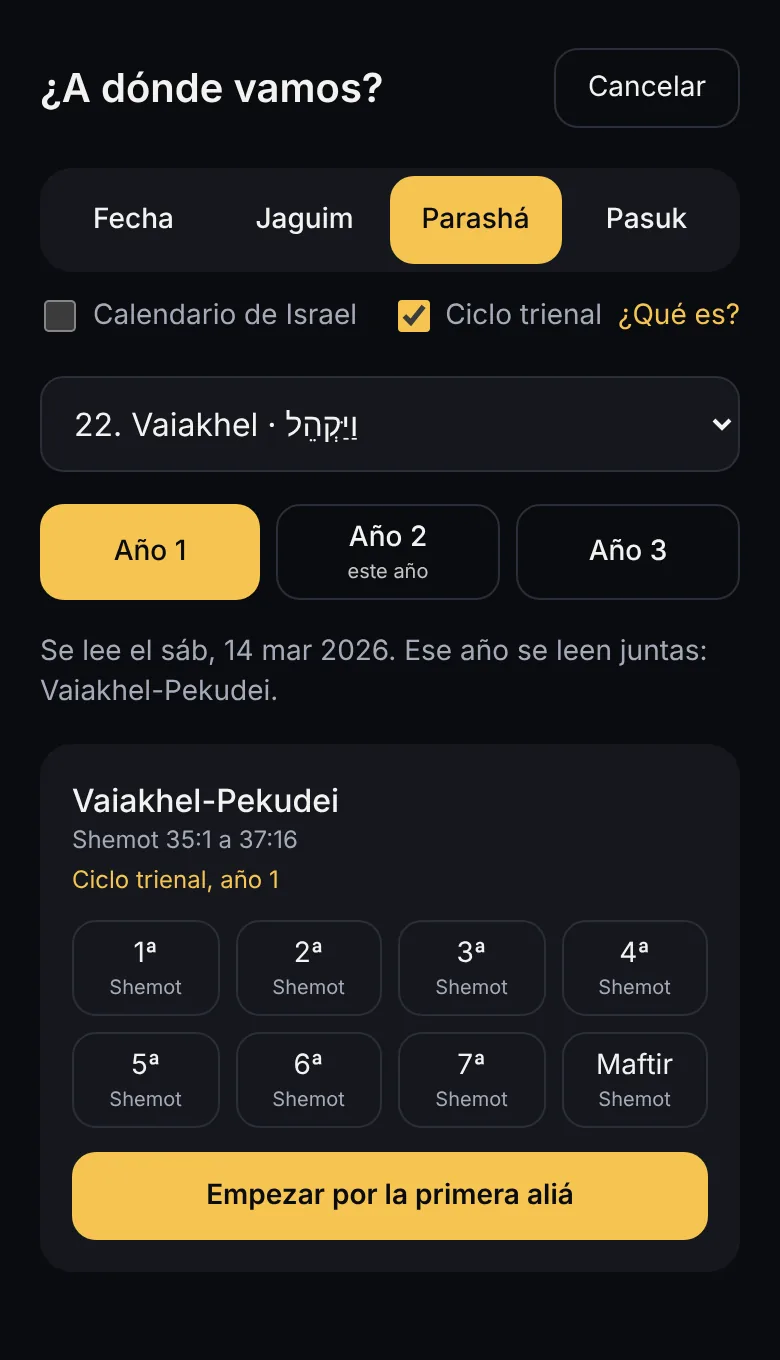 ¿A dónde vamos?
Cancelar
Fecha Jaguim Parashá Pasuk
Calendario de Israel Ciclo trienal ¿Qué es?
22. Vaiakhel · וַיַּקְהֵל
Año 1
Año 2
este año
Año 3
Se lee el sáb, 14 mar 2026. Ese año se leen juntas:
Vaiakhel-Pekudei.
Vaiakhel-Pekudei
Shemot 35:1 a 37:16
Ciclo trienal, año 1
1ª
Shemot
2ª
Shemot
3ª
Shemot
4ª
Shemot
5ª
Shemot
6ª
Shemot
7ª
Shemot
Maftir
Shemot
Empezar por la primera aliá